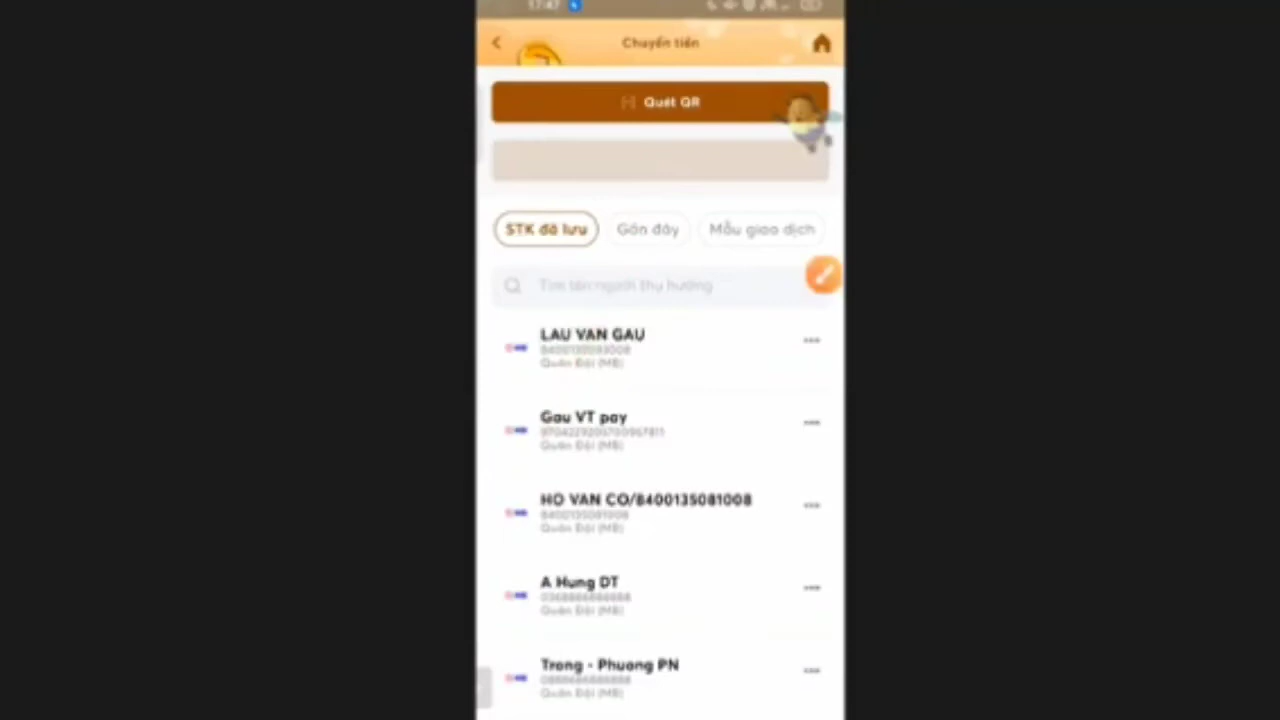 17:47
Chuyển tiền
Quét QR
STK đã lưu
Gần đây
Mẫu giao dịch
Tìm tên người thụ hưởng
LAU VAN GAU
Quân Đội (MB)
Gau VT pay
Quân Đội (MB)
HO VAN CO/8400135081008
8400135081008
Quân Đội (MB)
A Hung DT
Quân Đội (MB)
Trong - Phuong PN
Quân Đội (MB)